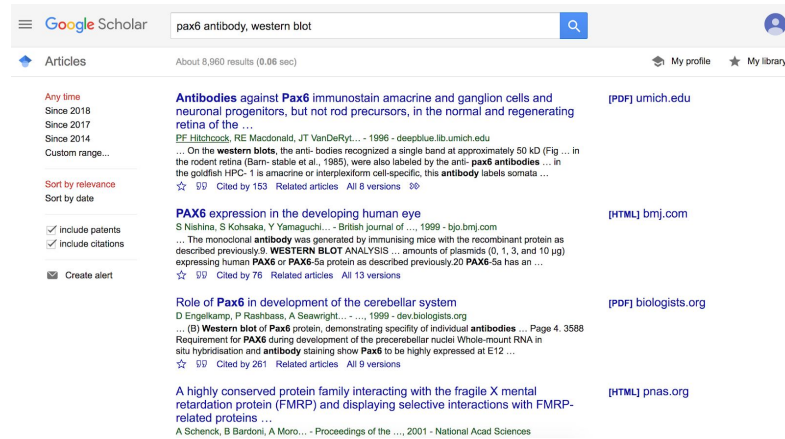 Google Scholar
pax6 antibody, western blot
Articles
About 8,960 results (0.06 sec)
My profile
My library
Any time
Since 2018
Since 2017
Since 2014
Custom range...
Sort by relevance
Sort by date
include patents
include citations
Create alert
Antibodies against Pax6 immunostain amacrine and ganglion cells and
neuronal progenitors, but not rod precursors, in the normal and regenerating
retina of the …
PF Hitchcock, RE Macdonald, JT VanDeRyt… - 1996 - deepblue.lib.umich.edu
… On the western blots, the anti- bodies recognized a single band at approximately 50 kD (Fig … in
the rodent retina (Barn- stable et al., 1985), were also labeled by the anti- pax6 antibodies … in
the goldfish HPC- 1 is amacrine or interplexiform cell-specific, this antibody labels somata …
Cited by 153 Related articles All 8 versions
[PDF] umich.edu
PAX6 expression in the developing human eye
S Nishina, S Kohsaka, Y Yamaguchi… - British journal of …, 1999 - bjo.bmj.com
… The monoclonal antibody was generated by immunising mice with the recombinant protein as
described previously.9. WESTERN BLOT ANALYSIS … amounts of plasmids (0, 1, 3, and 10 μg)
expressing human PAX6 or PAX6-5a protein as described previously.20 PAX6-5a has an …
Cited by 76 Related articles All 13 versions
[HTML] bmj.com
Role of Pax6 in development of the cerebellar system
D Engelkamp, P Rashbass, A Seawright… - …, 1999 - dev.biologists.org
… (B) Western blot of Pax6 protein, demonstrating specifity of individual antibodies … Page 4. 3588
Requirement for PAX6 during development of the precerebellar nuclei Whole-mount RNA in
situ hybridisation and antibody staining show Pax6 to be highly expressed at E12 …
Cited by 261 Related articles All 9 versions
[PDF] biologists.org
A highly conserved protein family interacting with the fragile X mental
retardation protein (FMRP) and displaying selective interactions with FMRP-
related proteins …
A Schenck, B Bardoni, A Moro… - Proceedings of the …, 2001 - National Acad Sciences
[HTML] pnas.org